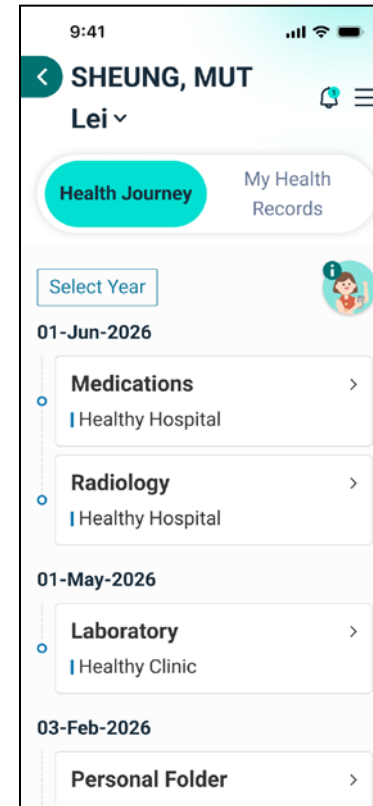 9:41
SHEUNG, MUT
Lei
1
Health Journey
My Health
Records
Select Year
i
01-Jun-2026
Medications
Healthy Hospital
Radiology
Healthy Hospital
01-May-2026
Laboratory
Healthy Clinic
03-Feb-2026
Personal Folder